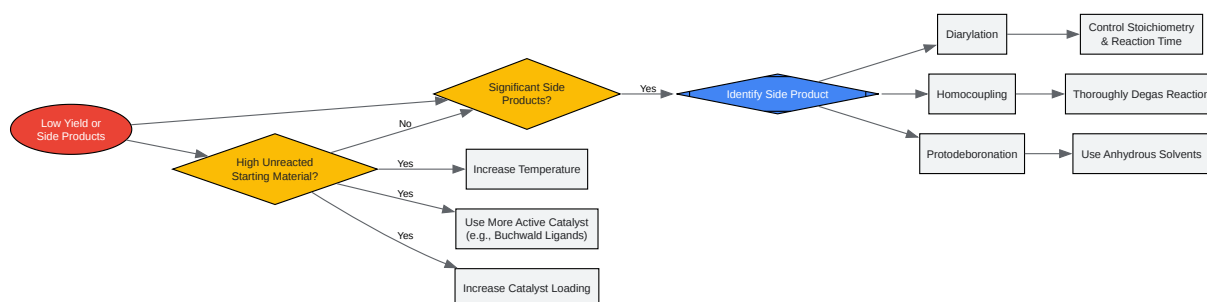 Low Yield or
Side Products
High Unreacted
Starting Material?
No
Yes
Yes
Yes
Significant Side
Products?
Increase Temperature
Use More Active Catalyst
(e.g., Buchwald Ligands)
Increase Catalyst Loading
Yes
Identify Side Product
Diarylation
Homocoupling
Protodeboronation
Control Stoichiometry
& Reaction Time
Thoroughly Degas Reaction
Use Anhydrous Solvents